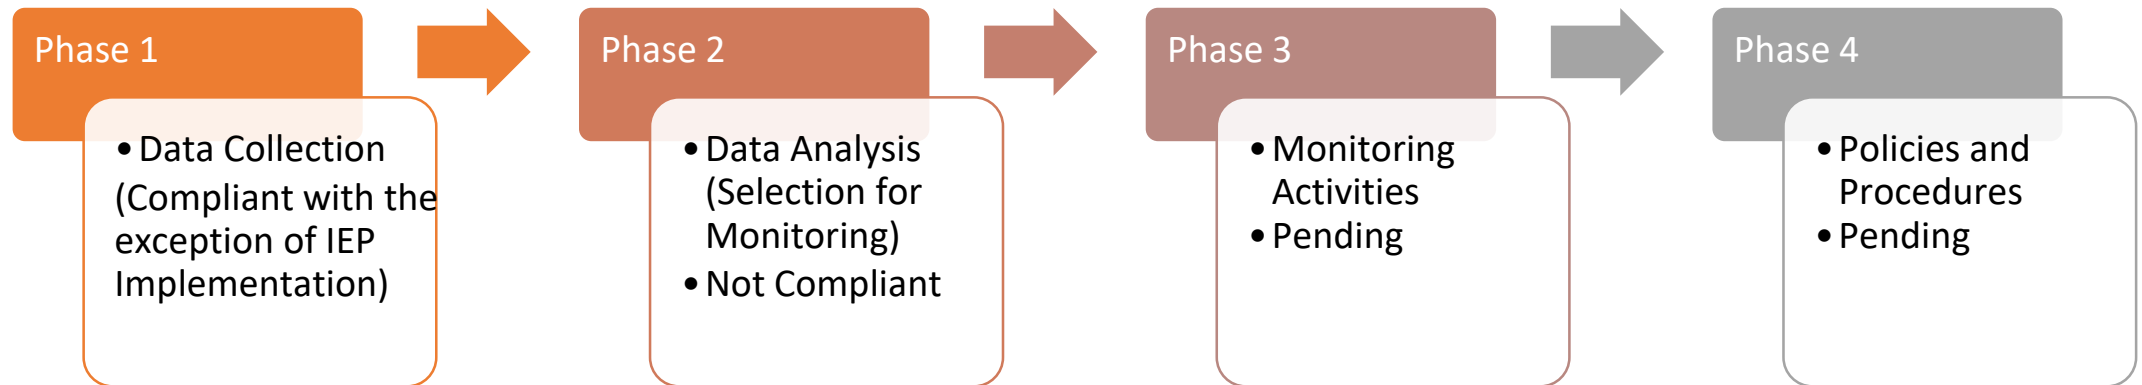 Phase 1
• Data Collection
(Compliant with the
exception of IEP
Implementation)
Phase 2
• Data Analysis
(Selection for
Monitoring)
• Not Compliant
Phase 3
• Monitoring
Activities
• Pending
Phase 4
• Policies and
Procedures
• Pending